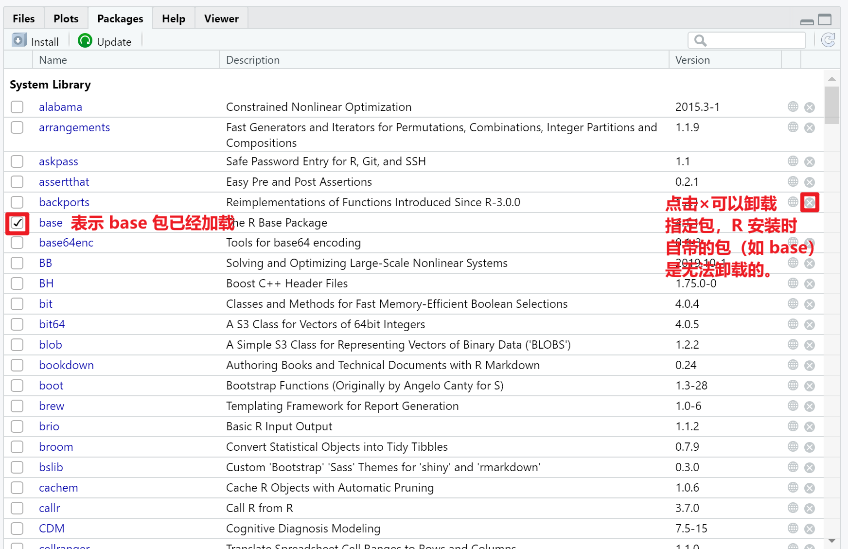 Files Plots Packages Help Viewer
Install Update
Name Description Version
System Library
alabama Constrained Nonlinear Optimization 2015.3-1
arrangements Fast Generators and Iterators for Permutations, Combinations, Integer Partitions and 1.1.9
Compositions
askpass Safe Password Entry for R, Git, and SSH 1.1
assertthat Easy Pre and Post Assertions 0.2.1
backports Reimplementations of Functions Introduced Since R-3.0.0
点击×可以卸载
base 表示 base 包已经加载 The R Base Package
指定包，R 安装时
base64enc Tools for base64 encoding
自带的包（如 base）
BB Solving and Optimizing Large-Scale Nonlinear Systems 2019.10-1
是无法卸载的。
BH Boost C++ Header Files 1.75.0-0
bit Classes and Methods for Fast Memory-Efficient Boolean Selections 4.0.4
bit64 A S3 Class for Vectors of 64bit Integers 4.0.5
blob A Simple S3 Class for Representing Vectors of Binary Data ('BLOBS') 1.2.2
bookdown Authoring Books and Technical Documents with R Markdown 0.24
boot Bootstrap Functions (Originally by Angelo Canty for S) 1.3-28
brew Templating Framework for Report Generation 1.0-6
brio Basic R Input Output 1.1.2
broom Convert Statistical Objects into Tidy Tibbles 0.7.9
bslib Custom 'Bootstrap' 'Sass' Themes for 'shiny' and 'rmarkdown' 0.3.0
cachem Cache R Objects with Automatic Pruning 1.0.6
callr Call R from R 3.7.0
CDM Cognitive Diagnosis Modeling 7.5-15
cellranger Translate Spreadsheet Cell Ranges to Rows and Columns 1.1.0